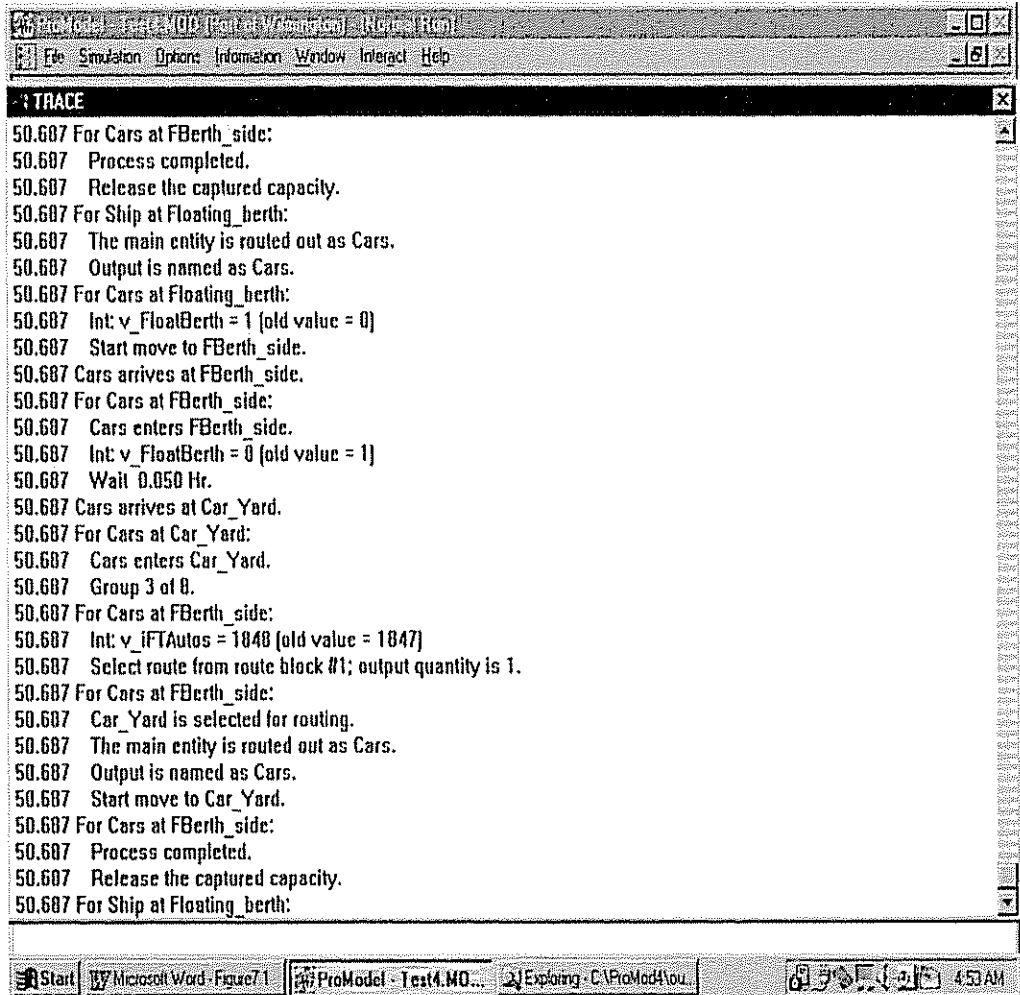 ProModel - Test4.MOD (Port of Wilmington) - [Normal Run]
File Simulation Options Information Window Interact Help
TRACE
50.687 For Cars at FBerth_side:
50.687 Process completed.
50.687 Release the captured capacity.
50.687 For Ship at Floating_berth:
50.687 The main entity is routed out as Cars.
50.687 Output is named as Cars.
50.687 For Cars at Floating_berth:
50.687 Int: v_FloatBerth = 1 (old value = 0)
50.687 Start move to FBerth_side.
50.687 Cars arrives at FBerth_side.
50.687 For Cars at FBerth_side:
50.687 Cars enters FBerth_side.
50.687 Int: v_FloatBerth = 0 (old value = 1)
50.687 Wait 0.050 Hr.
50.687 Cars arrives at Car_Yard.
50.687 For Cars at Car_Yard:
50.687 Cars enters Car_Yard.
50.687 Group 3 of 8.
50.687 For Cars at FBerth_side:
50.687 Int: v_iFTAutos = 1848 (old value = 1847)
50.687 Select route from route block #1; output quantity is 1.
50.687 For Cars at FBerth_side:
50.687 Car_Yard is selected for routing.
50.687 The main entity is routed out as Cars.
50.687 Output is named as Cars.
50.687 Start move to Car_Yard.
50.687 For Cars at FBerth_side:
50.687 Process completed.
50.687 Release the captured capacity.
50.687 For Ship at Floating_berth:
Start Microsoft Word - Figure7.1 ProModel - Test4.MO... Exploring - C:\ProMod4\ou... 4:53 AM